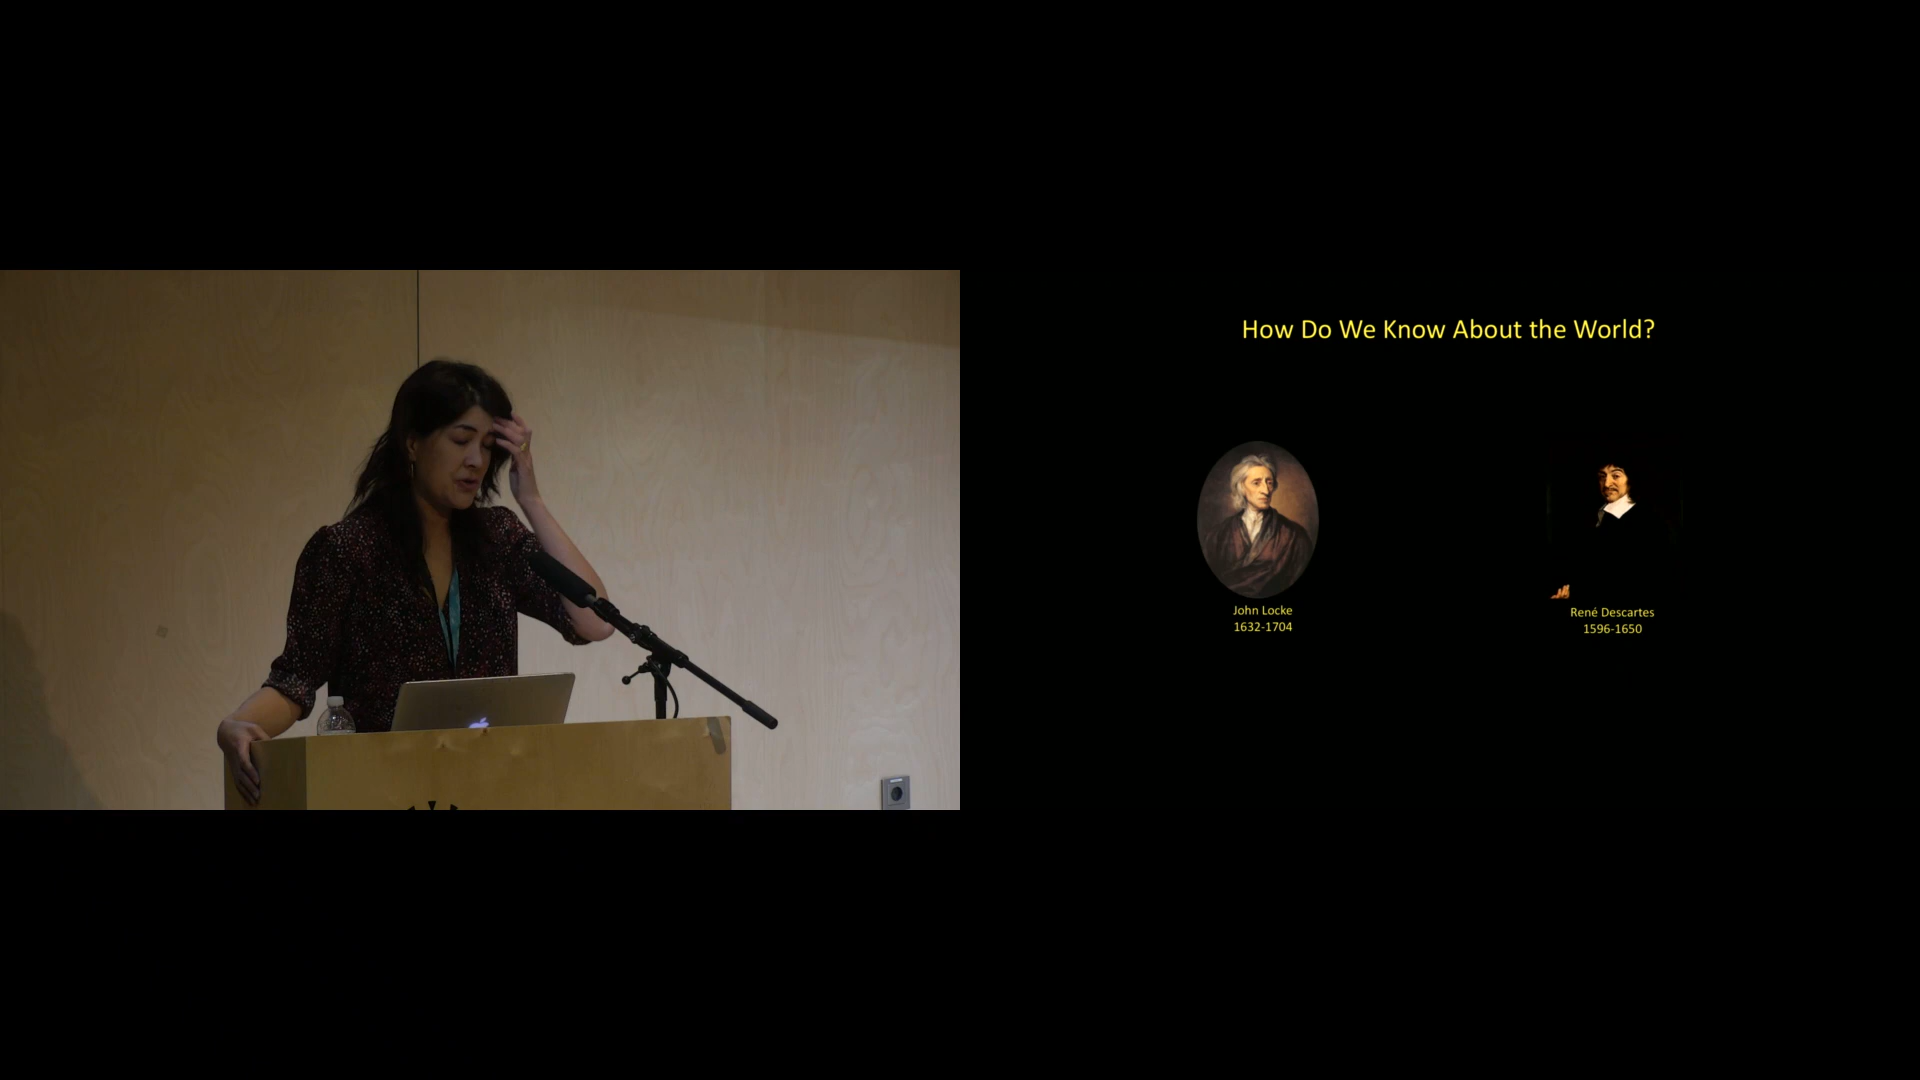 How Do We Know About the World?
John Locke
1632-1704
René Descartes
1596-1650